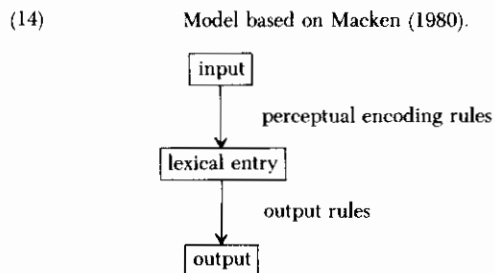 (14) Model based on Macken (1980).
input
perceptual encoding rules
lexical entry
output rules
output